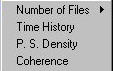 Number of Files
Time History
P. S. Density
Coherence